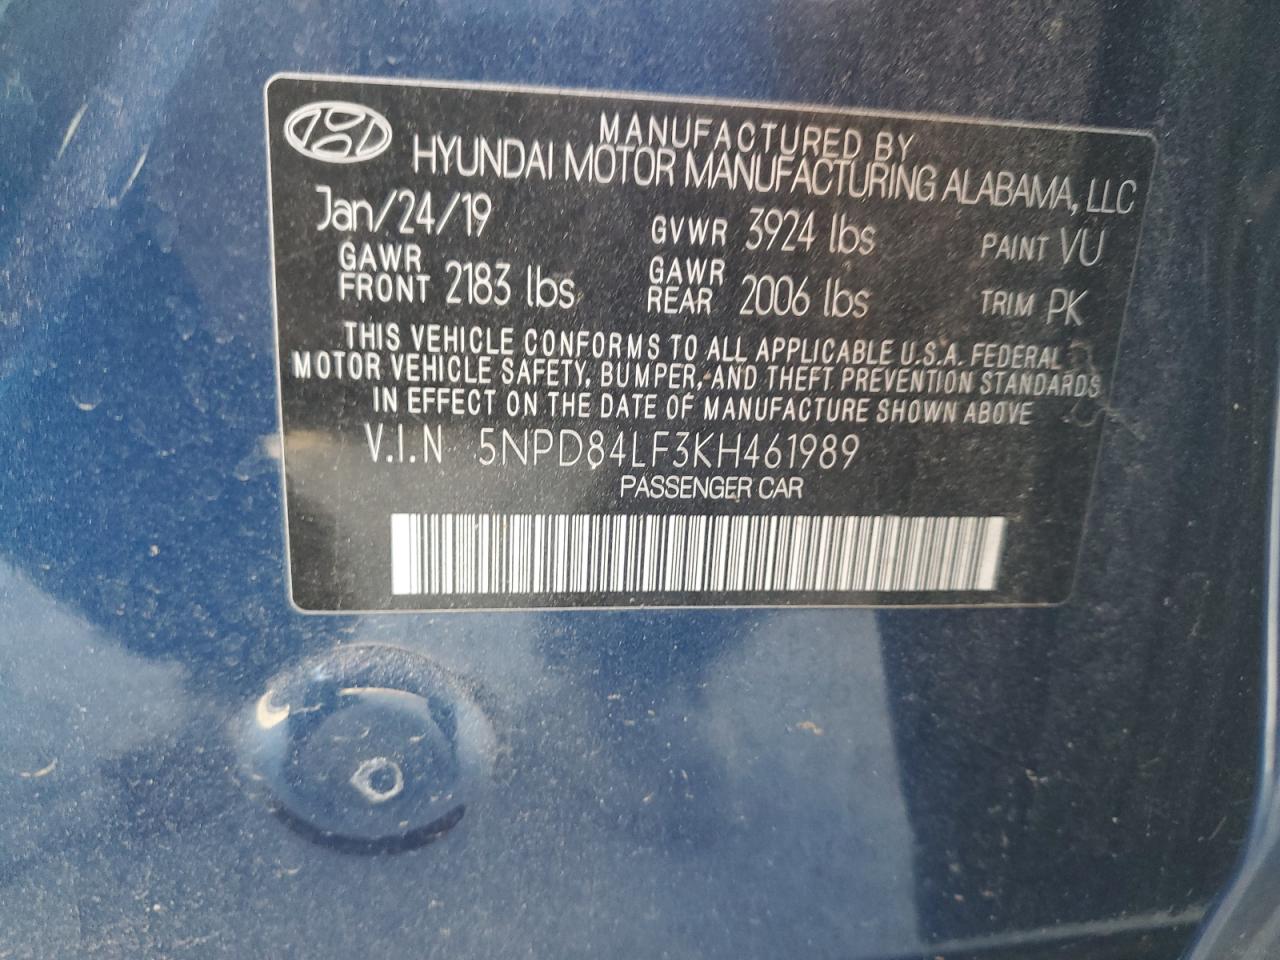 MANUFACTURED BY
HYUNDAI MOTOR MANUFACTURING ALABAMA, LLC
Jan/24/19 GVWR 3924 lbs PAINT VU
GAWR FRONT 2183 lbs GAWR REAR 2006 lbs TRIM PK
THIS VEHICLE CONFORMS TO ALL APPLICABLE U.S.A. FEDERAL
MOTOR VEHICLE SAFETY, BUMPER, AND THEFT PREVENTION STANDARDS
IN EFFECT ON THE DATE OF MANUFACTURE SHOWN ABOVE
V.I.N 5NPD84LF3KH461989
PASSENGER CAR